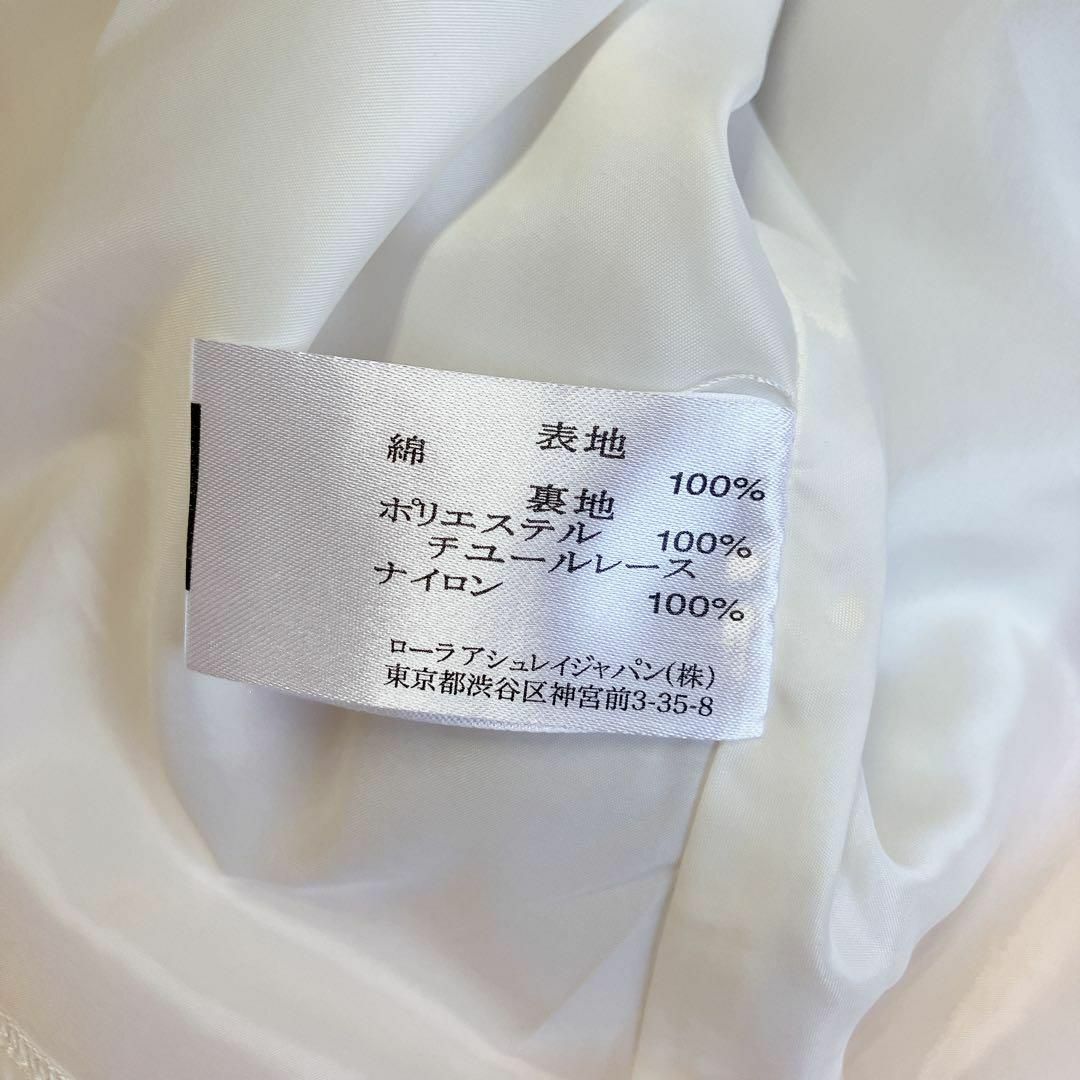 表地
綿 100%
裏地
ポリエステル 100%
チュールレース
ナイロン 100%
ローラ アシュレイジャパン(株)
東京都渋谷区神宮前3-35-8